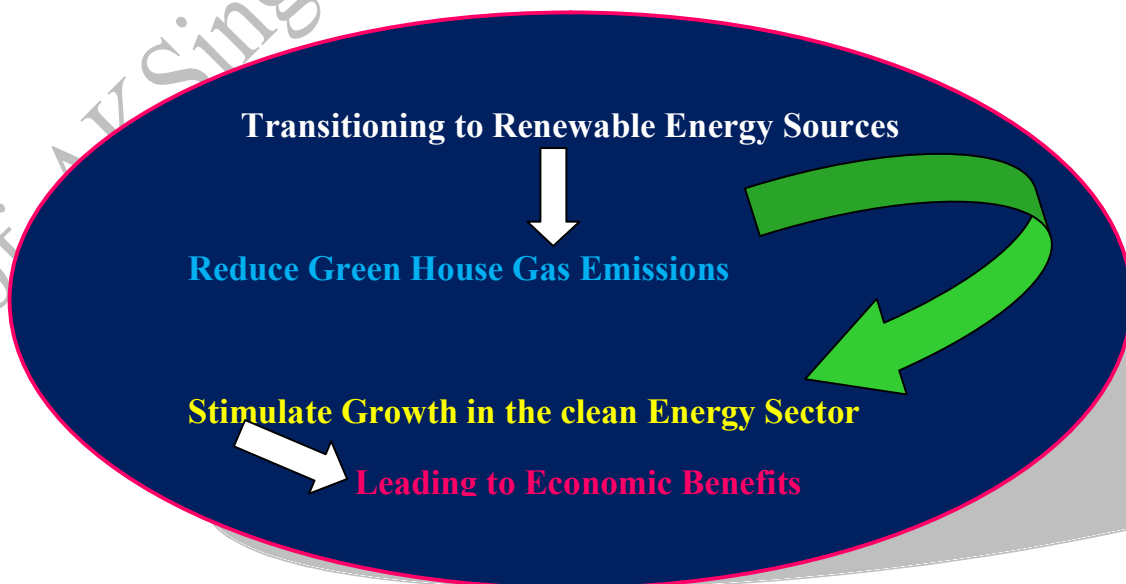 Transitioning to Renewable Energy Sources
Reduce Green House Gas Emissions
Stimulate Growth in the clean Energy Sector
Leading to Economic Benefits